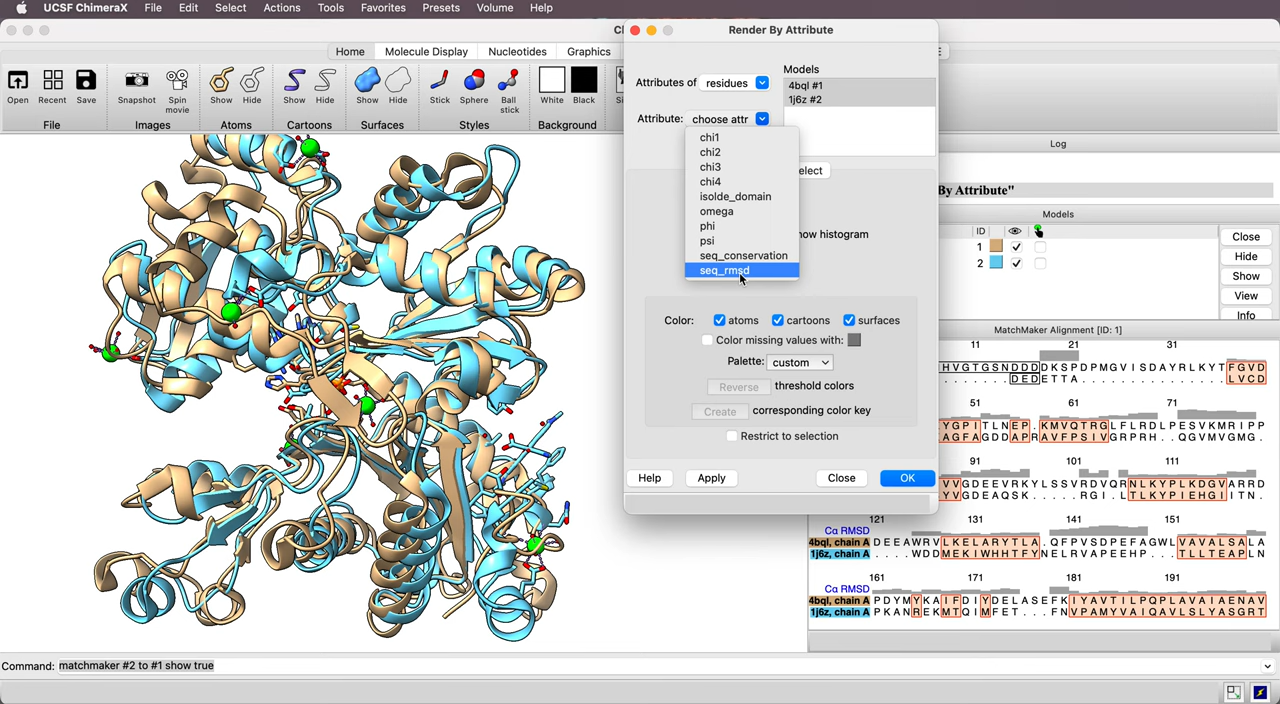 UCSF ChimeraX File Edit Select Actions Tools Favorites Presets Volume Help
Render By Attribute
Home Molecule Display Nucleotides Graphics
Open Recent Save Snapshot Spin movie Show Hide Show Hide Show Hide Stick Sphere Ball stick White Black
File Images Atoms Cartoons Surfaces Styles Background
Attributes of residues
Models
4bql #1
1j6z #2
Attribute: choose attr
chi1
chi2
chi3
chi4
isolde_domain
omega
phi
psi
seq_conservation
seq_rmsd
elect
how histogram
Color: atoms cartoons surfaces
Color missing values with:
Palette: custom
Reverse threshold colors
Create corresponding color key
Restrict to selection
Help Apply Close OK
Log
By Attribute"
Models
ID
1
2
Close
Hide
Show
View
Info
MatchMaker Alignment [ID: 1]
11 21 31
HVGTGSNDDDDKSPDPMGVISDAYRLKYTFGVD
.......DEDETTA.............LVCD
51 61 71
YGPITLNEP.KMVQTRGLFLRDLPESVKMRIPP
AGFAGDDAPRAVFPSIVGRPRH..QGVMVGMG.
91 101 111
VGDEEVRKYLSSVRDVQRNLKYPLKDGVARRD
YVGDEAQSK.....RGI.LTLKYPIEHGIITN.
121 131 141 151
Cα RMSD
4bql, chain A DEEAWRVLKELARYTLA.QFPVSDPEFAGWLVAVALSALA
1j6z, chain A ....WDDMEKIWHHTFYNELRVAPEEHP...TLLTEAPLN
161 171 181 191
Cα RMSD
4bql, chain A PDYMYKAIFDIYDELASEFKIYAVTILPQPLAVAIAENAV
1j6z, chain A PKANREKMTQIMFET...FNVPAMYVAIQAVLSLYASGRT
Command: matchmaker #2 to #1 show true